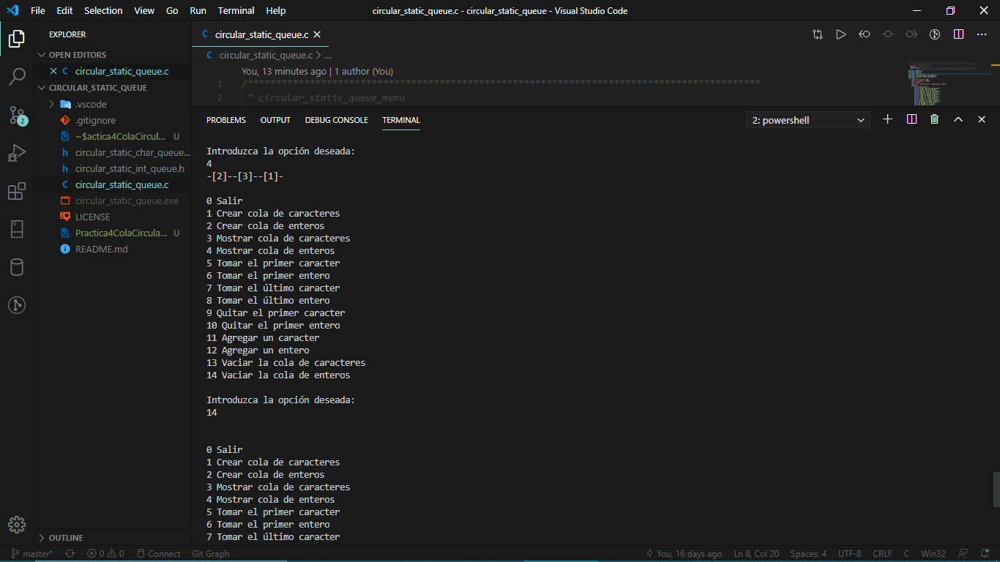 File Edit Selection View Go Run Terminal Help circular_static_queue.c - circular_static_queue - Visual Studio Code
EXPLORER
OPEN EDITORS
circular_static_queue.c
CIRCULAR_STATIC_QUEUE
.vscode
.gitignore
~$actica4ColaCircul... U
circular_static_char_queue...
circular_static_int_queue.h
circular_static_queue.c
circular_static_queue.exe
LICENSE
Practica4ColaCircula... U
README.md
OUTLINE
2
circular_static_queue.c
circular_static_queue.c > ...
You, 13 minutes ago | 1 author (You)
1
2 * circular_static_queue_menu
PROBLEMS OUTPUT DEBUG CONSOLE TERMINAL 2: powershell
Introduzca la opción deseada:
4
-[2]--[3]--[1]-
0 Salir
1 Crear cola de caracteres
2 Crear cola de enteros
3 Mostrar cola de caracteres
4 Mostrar cola de enteros
5 Tomar el primer caracter
6 Tomar el primer entero
7 Tomar el último caracter
8 Tomar el último entero
9 Quitar el primer caracter
10 Quitar el primer entero
11 Agregar un caracter
12 Agregar un entero
13 Vaciar la cola de caracteres
14 Vaciar la cola de enteros
Introduzca la opción deseada:
14
0 Salir
1 Crear cola de caracteres
2 Crear cola de enteros
3 Mostrar cola de caracteres
4 Mostrar cola de enteros
5 Tomar el primer caracter
6 Tomar el primer entero
7 Tomar el último caracter
master* 0 0 Connect Git Graph You, 16 days ago Ln 8, Col 20 Spaces: 4 UTF-8 CRLF C Win32